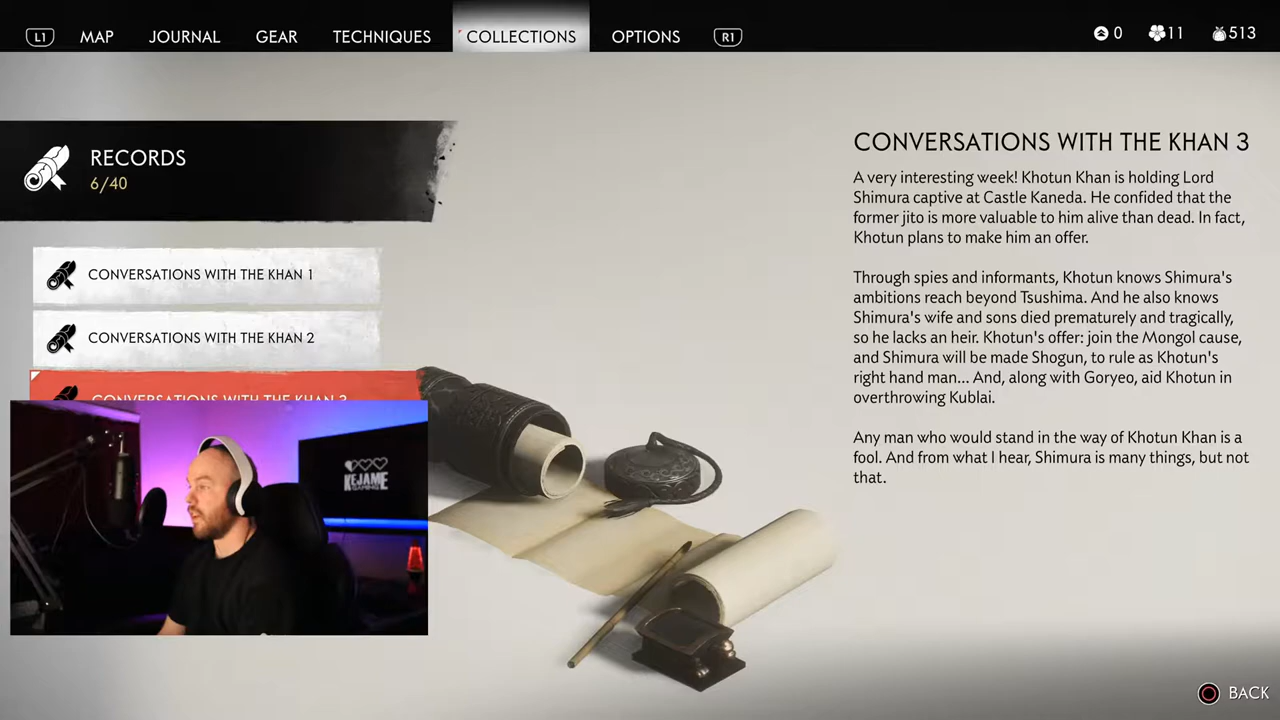 L1 MAP JOURNAL GEAR TECHNIQUES COLLECTIONS OPTIONS R1 0 11 513
RECORDS
6/40
CONVERSATIONS WITH THE KHAN 1
CONVERSATIONS WITH THE KHAN 2
CONVERSATIONS WITH THE KHAN 3
KEJAME
GAMING
CONVERSATIONS WITH THE KHAN 3
A very interesting week! Khotun Khan is holding Lord
Shimura captive at Castle Kaneda. He confided that the
former jito is more valuable to him alive than dead. In fact,
Khotun plans to make him an offer.
Through spies and informants, Khotun knows Shimura's
ambitions reach beyond Tsushima. And he also knows
Shimura's wife and sons died prematurely and tragically,
so he lacks an heir. Khotun's offer: join the Mongol cause,
and Shimura will be made Shogun, to rule as Khotun's
right hand man... And, along with Goryeo, aid Khotun in
overthrowing Kublai.
Any man who would stand in the way of Khotun Khan is a
fool. And from what I hear, Shimura is many things, but not
that.
BACK